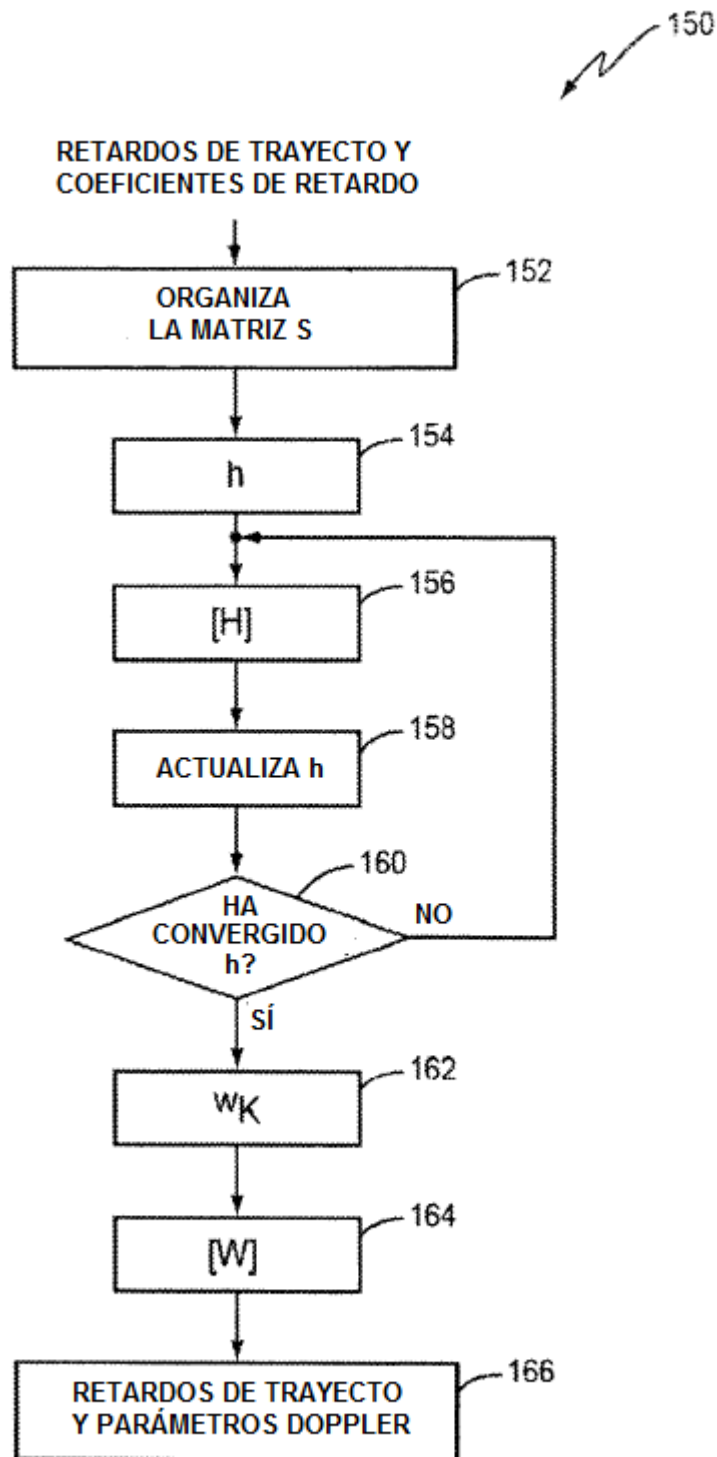 150
RETARDOS DE TRAYECTO Y
COEFICIENTES DE RETARDO
152
ORGANIZA
LA MATRIZ S
154
h
156
[H]
158
ACTUALIZA h
160
HA
CONVERGIDO
h?
NO
SÍ
162
wK
164
[W]
166
RETARDOS DE TRAYECTO
Y PARÁMETROS DOPPLER